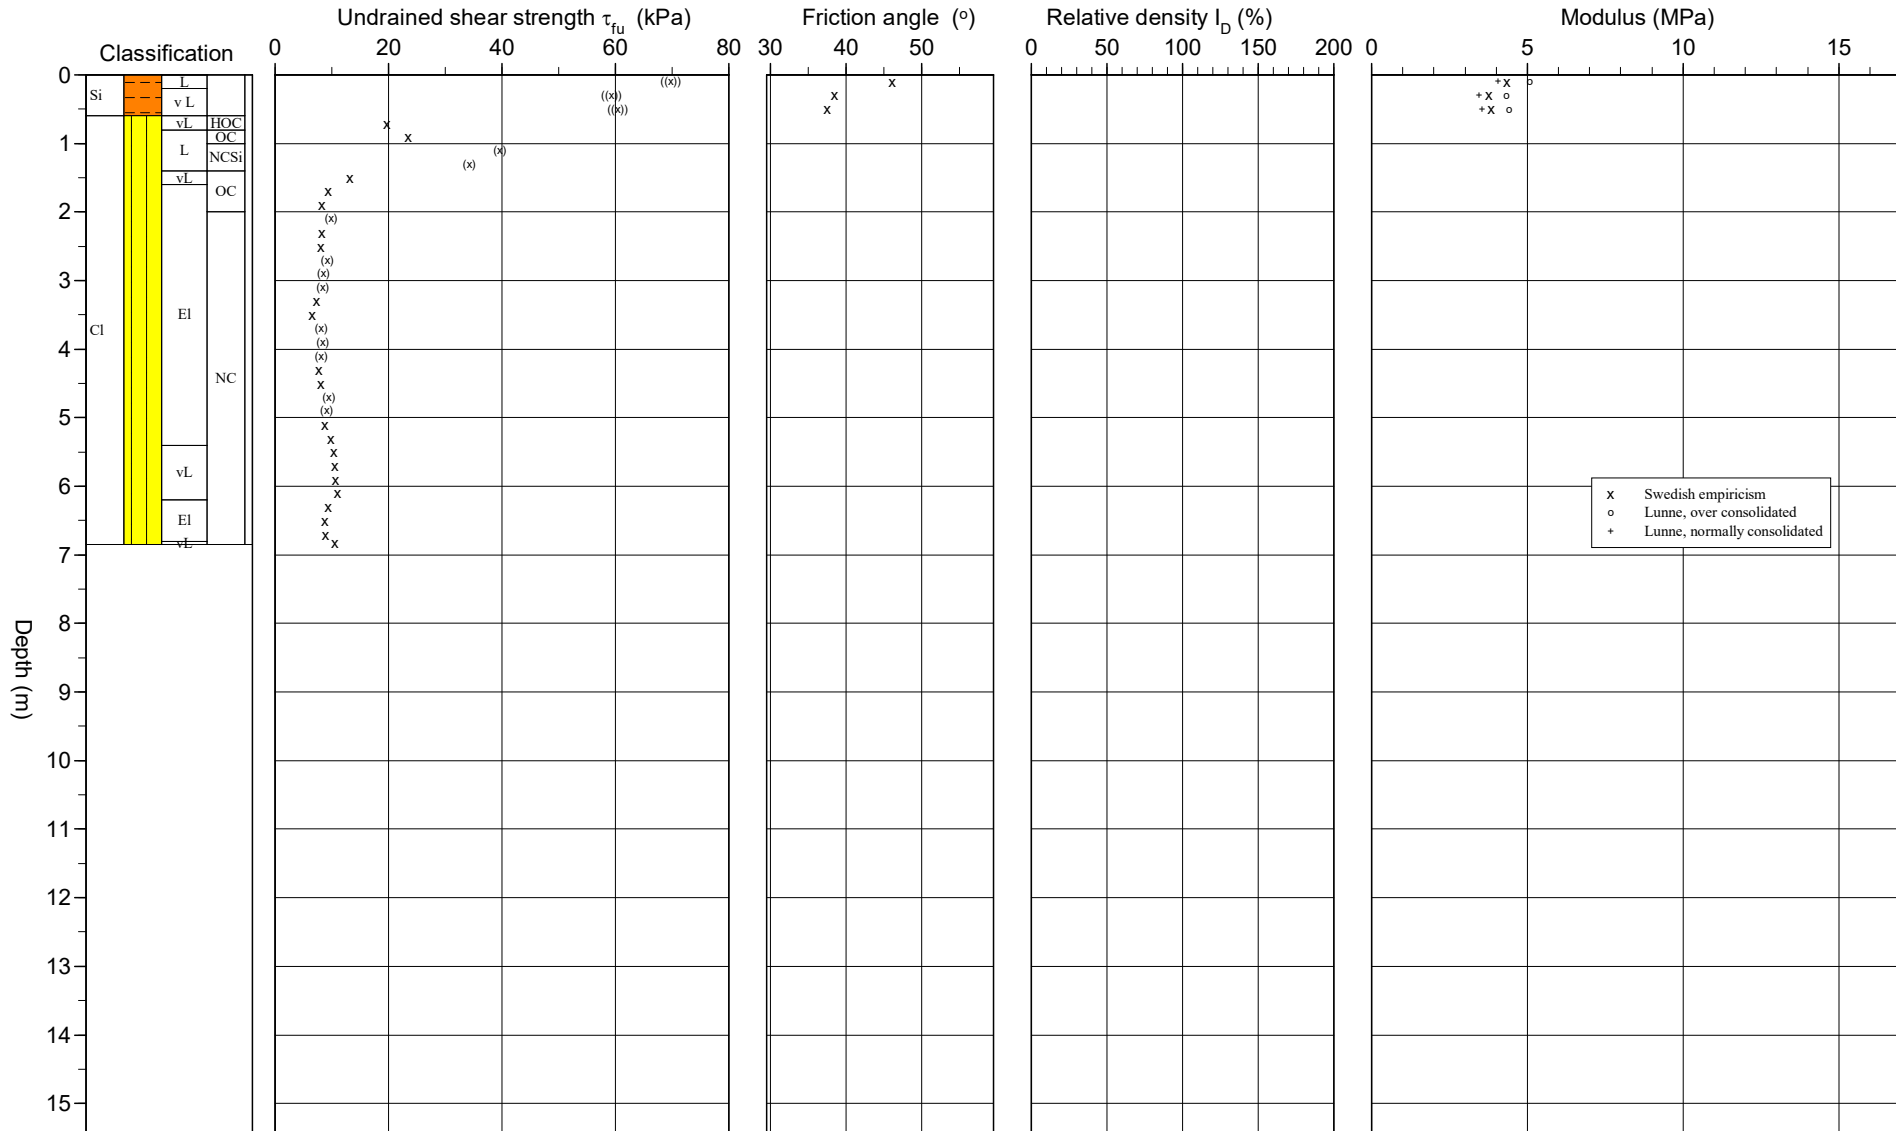 Undrained shear strength τfu (kPa)
Friction angle (o)
Relative density ID (%)
Modulus (MPa)
Classification
0 20 40 60 80
30 40 50
0 50 100 150 200
0 5 10 15
0
1
2
3
4
5
6
7
8
9
10
11
12
13
14
15
Depth (m)
Si
Cl
L
v L
vL
L
vL
El
vL
El
vL
HOC
OC
NCSi
OC
NC
((x))
((x))
((x))
x
x
(x)
(x)
x
x
x
(x)
x
x
(x)
(x)
(x)
x
x
(x)
(x)
(x)
x
x
(x)
(x)
x
x
x
x
x
x
x
x
x
x
x
x
x
+ x o
+ x o
+ x o
x Swedish empiricism
o Lunne, over consolidated
+ Lunne, normally consolidated